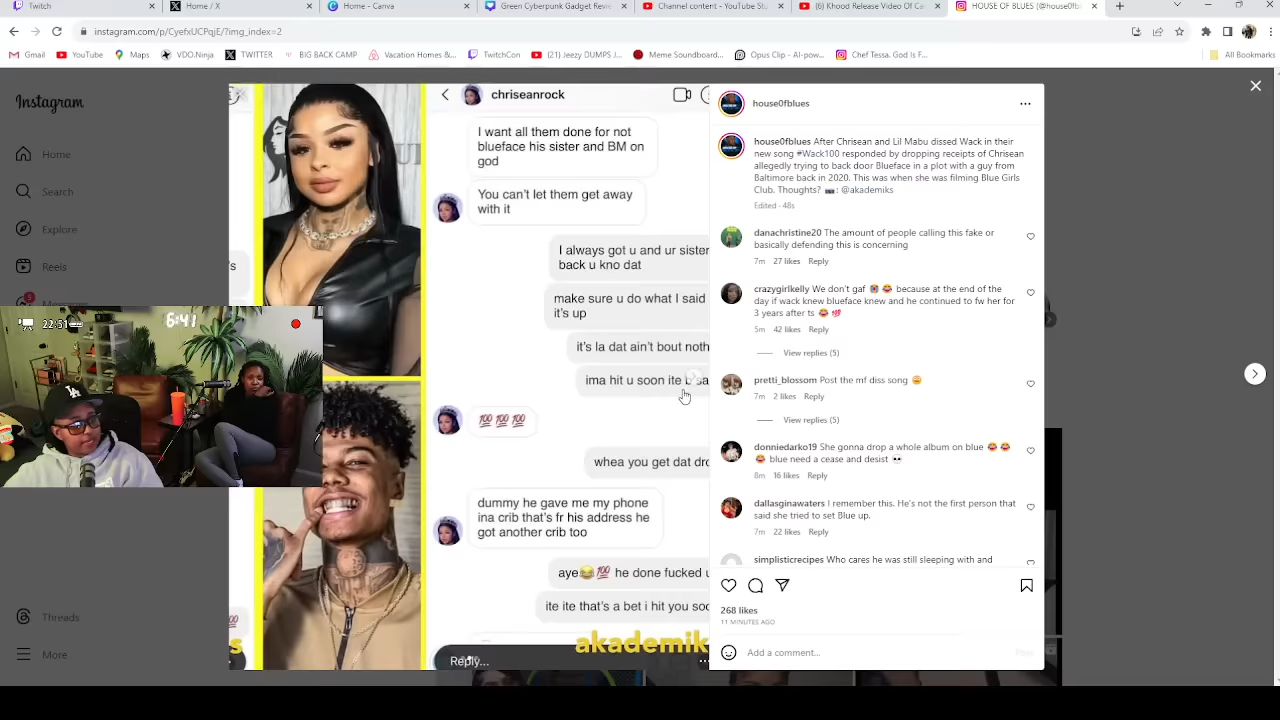 Twitch
Home / X
Home - Canva
Green Cyberpunk Gadget Revie
Channel content - YouTube Stu
(6) Khood Release Video Of Ca
HOUSE OF BLUES (@house0fbl
instagram.com/p/CyefxUCPqjE/?img_index=2
Gmail
YouTube
Maps
VDO.Ninja
TWITTER
BIG BACK CAMP
Vacation Homes &...
TwitchCon
(21) Jeezy DUMPS J...
Meme Soundboard...
Opus Clip - AI-pow...
Chef Tessa. God Is F...
All Bookmarks
Instagram
Home
Search
Explore
Reels
5
Messages
Threads
More
22:51
6:41
LA
's
chriseanrock
I want all them done for not
blueface his sister and BM on
god
You can't let them get away
with it
I always got u and ur sister
back u kno dat
make sure u do what I said
it's up
it's la dat ain't bout noth
ima hit u soon ite b
💯💯💯
whea you get dat dro
dummy he gave me my phone
ina crib that's fr his address he
got another crib too
aye😂💯 he done fucked u
ite ite that's a bet i hit you soo
s
akademik
Reply...
house0fblues
house0fblues After Chrisean and Lil Mabu dissed Wack in their
new song #Wack100 responded by dropping receipts of Chrisean
allegedly trying to back door Blueface in a plot with a guy from
Baltimore back in 2020. This was when she was filming Blue Girls
Club. Thoughts? 📷: @akademiks
Edited · 48s
danachristine20 The amount of people calling this fake or
basically defending this is concerning
7m 27 likes Reply
crazygirlkelly We don't gaf 😭😂 because at the end of the
day if wack knew blueface knew and he continued to fw her for
3 years after ts 😂💯
5m 42 likes Reply
View replies (5)
pretti_blossom Post the mf diss song 😩
7m 2 likes Reply
View replies (5)
donniedarko19 She gonna drop a whole album on blue 😂😂
😂 blue need a cease and desist 💀
8m 16 likes Reply
dallasginawaters I remember this. He's not the first person that
said she tried to set Blue up.
7m 22 likes Reply
simplisticrecipes Who cares he was still sleeping with and
268 likes
11 MINUTES AGO
Add a comment...
Post